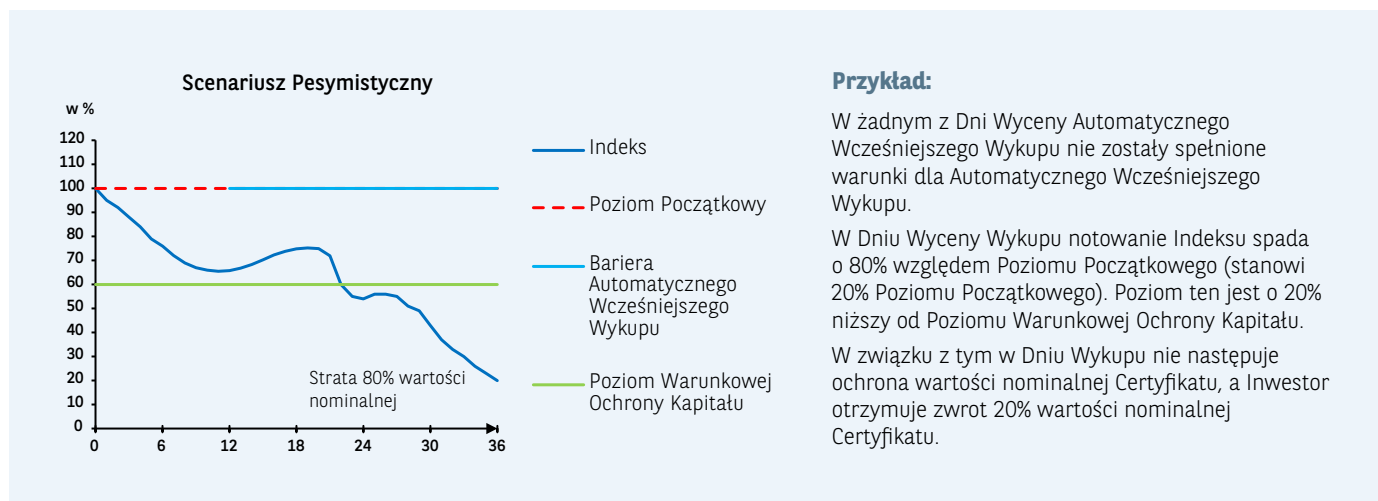 Scenariusz Pesymistyczny
w %
120
110
100
90
80
70
60
50
40
30
20
10
0
0 6 12 18 24 30 36
Strata 80% wartości
nominalnej
Indeks
Poziom Początkowy
Bariera
Automatycznego
Wcześniejszego
Wykupu
Poziom Warunkowej
Ochrony Kapitału
Przykład:
W żadnym z Dni Wyceny Automatycznego
Wcześniejszego Wykupu nie zostały spełnione
warunki dla Automatycznego Wcześniejszego
Wykupu.
W Dniu Wyceny Wykupu notowanie Indeksu spada
o 80% względem Poziomu Początkowego (stanowi
20% Poziomu Początkowego). Poziom ten jest o 20%
niższy od Poziomu Warunkowej Ochrony Kapitału.
W związku z tym w Dniu Wykupu nie następuje
ochrona wartości nominalnej Certyfikatu, a Inwestor
otrzymuje zwrot 20% wartości nominalnej
Certyfikatu.